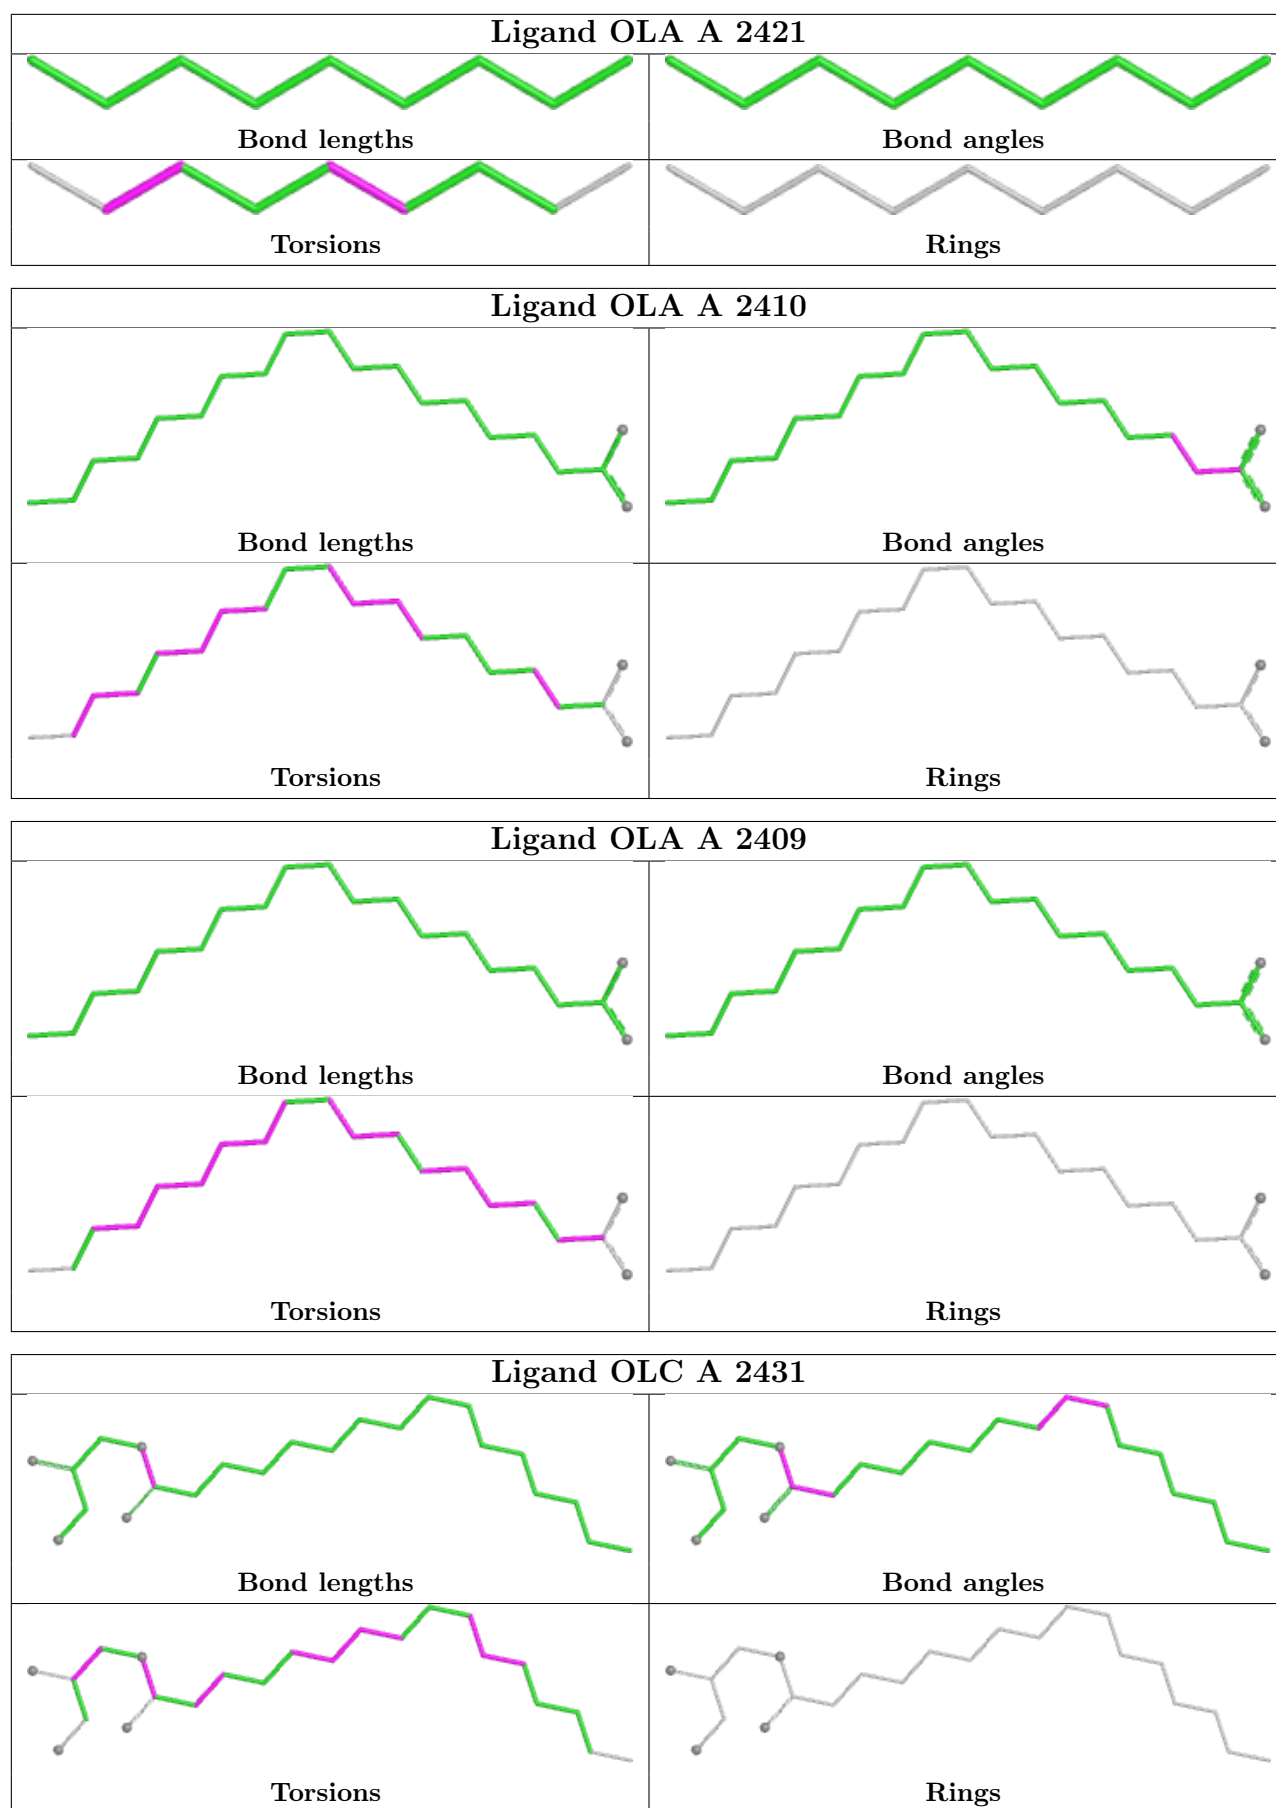 Ligand OLA A 2421
Bond lengths
Bond angles
Torsions
Rings
Ligand OLA A 2410
Bond lengths
Bond angles
Torsions
Rings
Ligand OLA A 2409
Bond lengths
Bond angles
Torsions
Rings
Ligand OLC A 2431
Bond lengths
Bond angles
Torsions
Rings